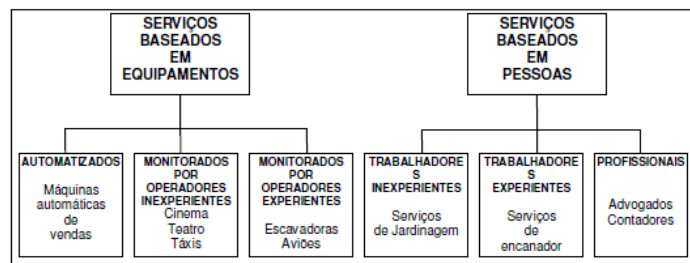 SERVIÇOS
BASEADOS
EM
EQUIPAMENTOS
SERVIÇOS
BASEADOS
EM
PESSOAS
AUTOMATIZADOS
Máquinas
automáticas
de
vendas
MONITORADOS
POR
OPERADORES
INEXPERIENTES
Cinema
Teatro
Táxis
MONITORADOS
POR
OPERADORES
EXPERIENTES
Escavadoras
Aviões
TRABALHADORE
S
INEXPERIENTES
Serviços
de Jardinagem
TRABALHADORE
S
EXPERIENTES
Serviços
de
encanador
PROFISSIONAIS
Advogados
Contadores